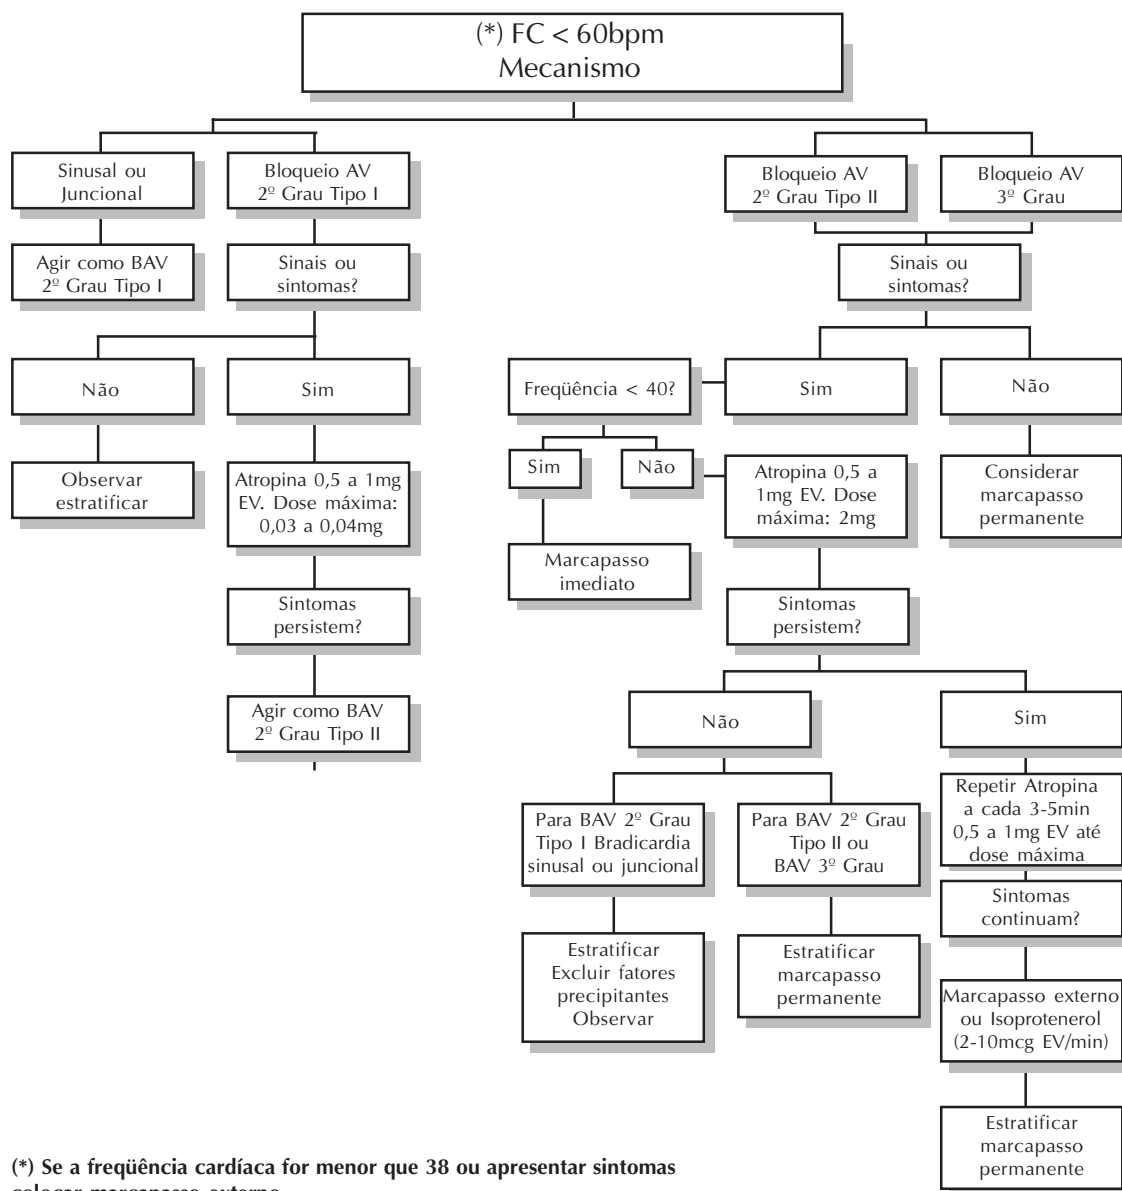 (*) FC < 60bpm
Mecanismo
Sinusal ou
Juncional
Bloqueio AV
2º Grau Tipo I
Bloqueio AV
2º Grau Tipo II
Bloqueio AV
3º Grau
Agir como BAV
2º Grau Tipo I
Sinais ou
sintomas?
Sinais ou
sintomas?
Não
Sim
Freqüência < 40?
Sim
Não
Sim
Não
Observar
estratificar
Atropina 0,5 a 1mg
EV. Dose máxima:
0,03 a 0,04mg
Atropina 0,5 a
1mg EV. Dose
máxima: 2mg
Considerar
marcapasso
permanente
Marcapasso
imediato
Sintomas
persistem?
Sintomas
persistem?
Agir como BAV
2º Grau Tipo II
Não
Sim
Para BAV 2º Grau
Tipo I Bradicardia
sinusal ou juncional
Para BAV 2º Grau
Tipo II ou
BAV 3º Grau
Repetir Atropina
a cada 3-5min
0,5 a 1mg EV até
dose máxima
Sintomas
continuam?
Estratificar
Excluir fatores
precipitantes
Observar
Estratificar
marcapasso
permanente
Marcapasso externo
ou Isoprotenerol
(2-10mcg EV/min)
Estratificar
marcapasso
permanente
(*) Se a freqüência cardíaca for menor que 38 ou apresentar sintomas
colocar marcapasso externo